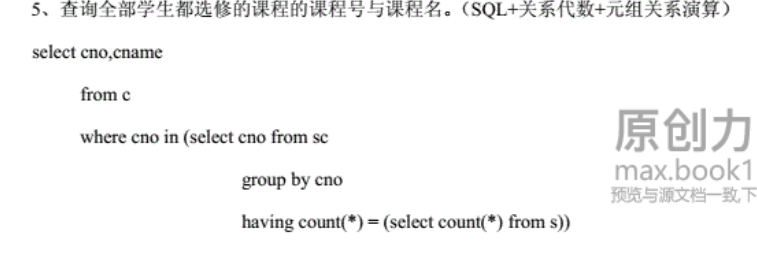 5、查询全部学生都选修的课程的课程号与课程名。（SQL+关系代数+元组关系演算）
select cno,cname
from c
where cno in (select cno from sc
group by cno
having count(*) = (select count(*) from s))
原创力
max.book1
预览与源文档一致,下